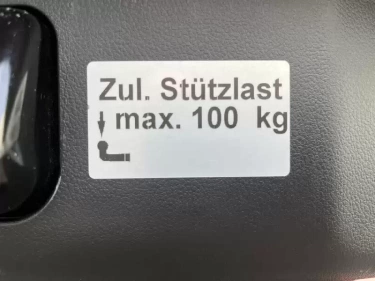 Zul. Stützlast
max. 100 kg